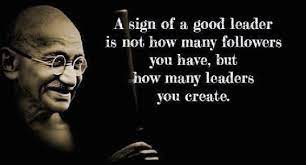 A sign of a good leader
is not how many followers
you have, but
how many leaders
you create.